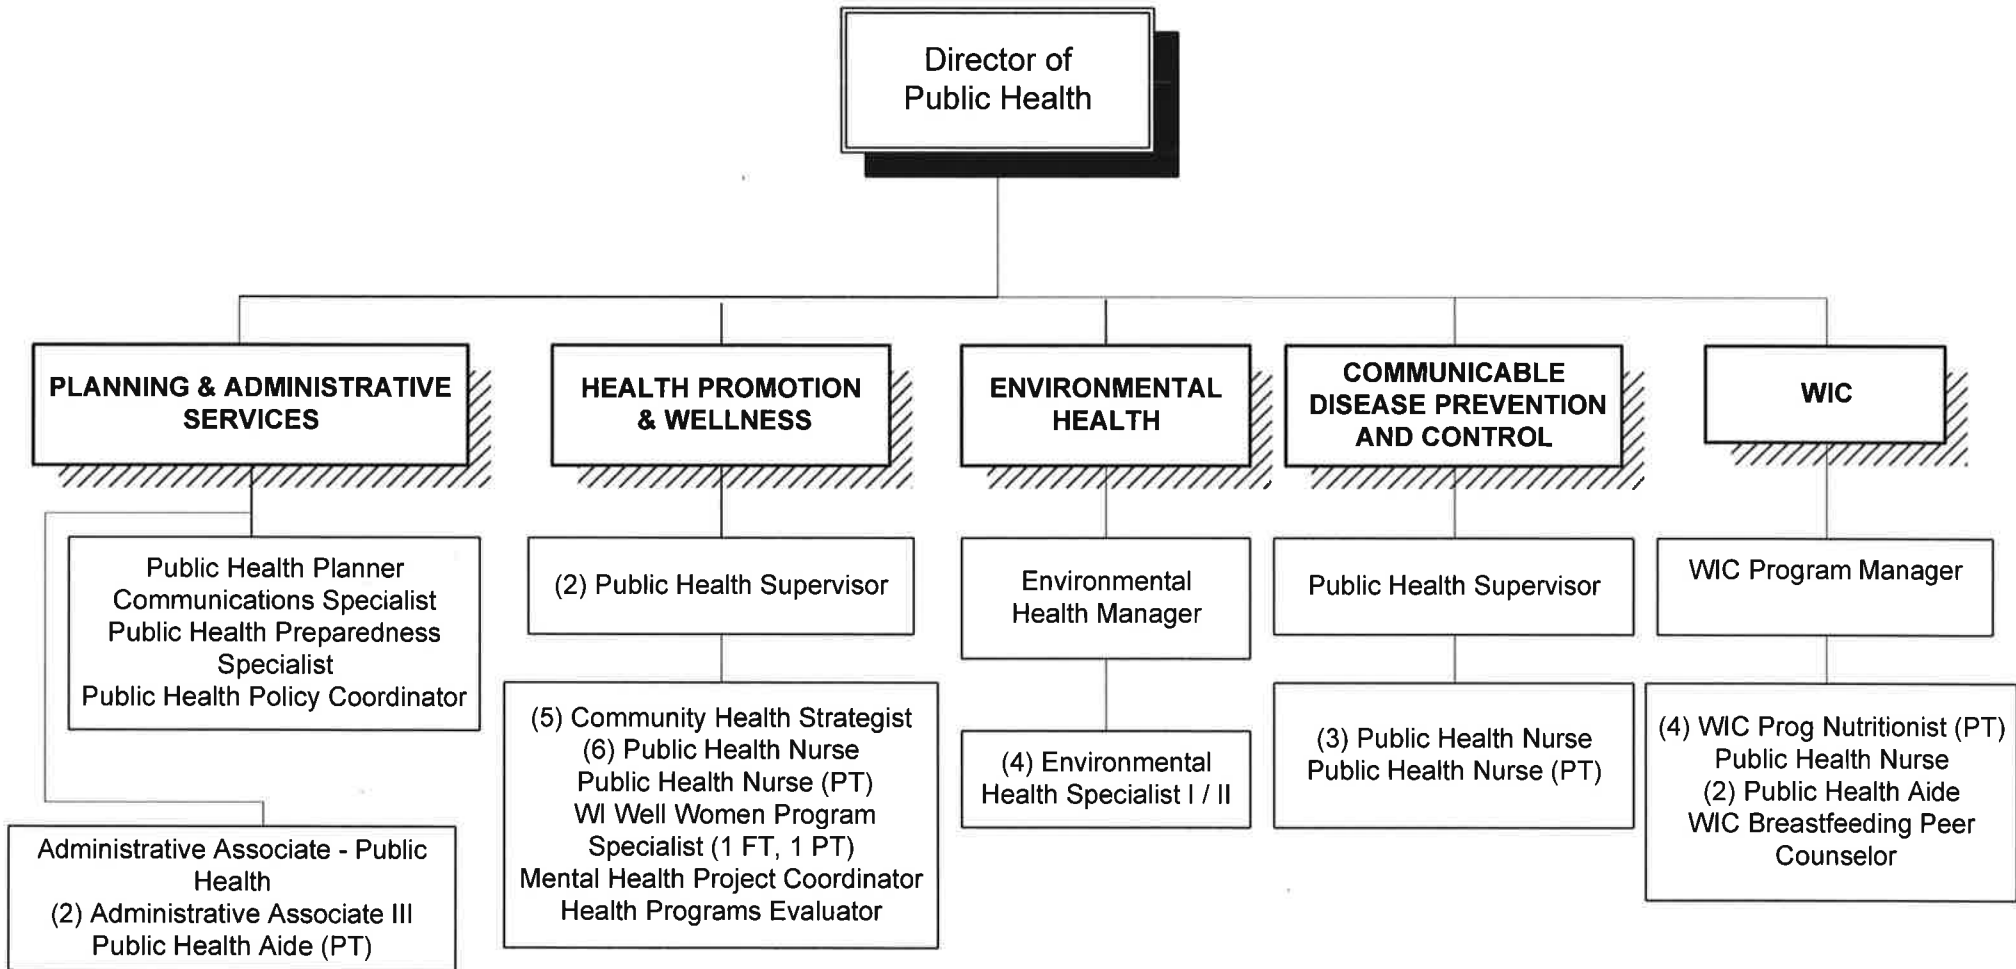 Director of
Public Health
PLANNING & ADMINISTRATIVE
SERVICES
HEALTH PROMOTION
& WELLNESS
ENVIRONMENTAL
HEALTH
COMMUNICABLE
DISEASE PREVENTION
AND CONTROL
WIC
Public Health Planner
Communications Specialist
Public Health Preparedness
Specialist
Public Health Policy Coordinator
(2) Public Health Supervisor
Environmental
Health Manager
Public Health Supervisor
WIC Program Manager
(5) Community Health Strategist
(6) Public Health Nurse
Public Health Nurse (PT)
WI Well Women Program
Specialist (1 FT, 1 PT)
Mental Health Project Coordinator
Health Programs Evaluator
(4) Environmental
Health Specialist I / II
(3) Public Health Nurse
Public Health Nurse (PT)
(4) WIC Prog Nutritionist (PT)
Public Health Nurse
(2) Public Health Aide
WIC Breastfeeding Peer
Counselor
Administrative Associate - Public
Health
(2) Administrative Associate III
Public Health Aide (PT)